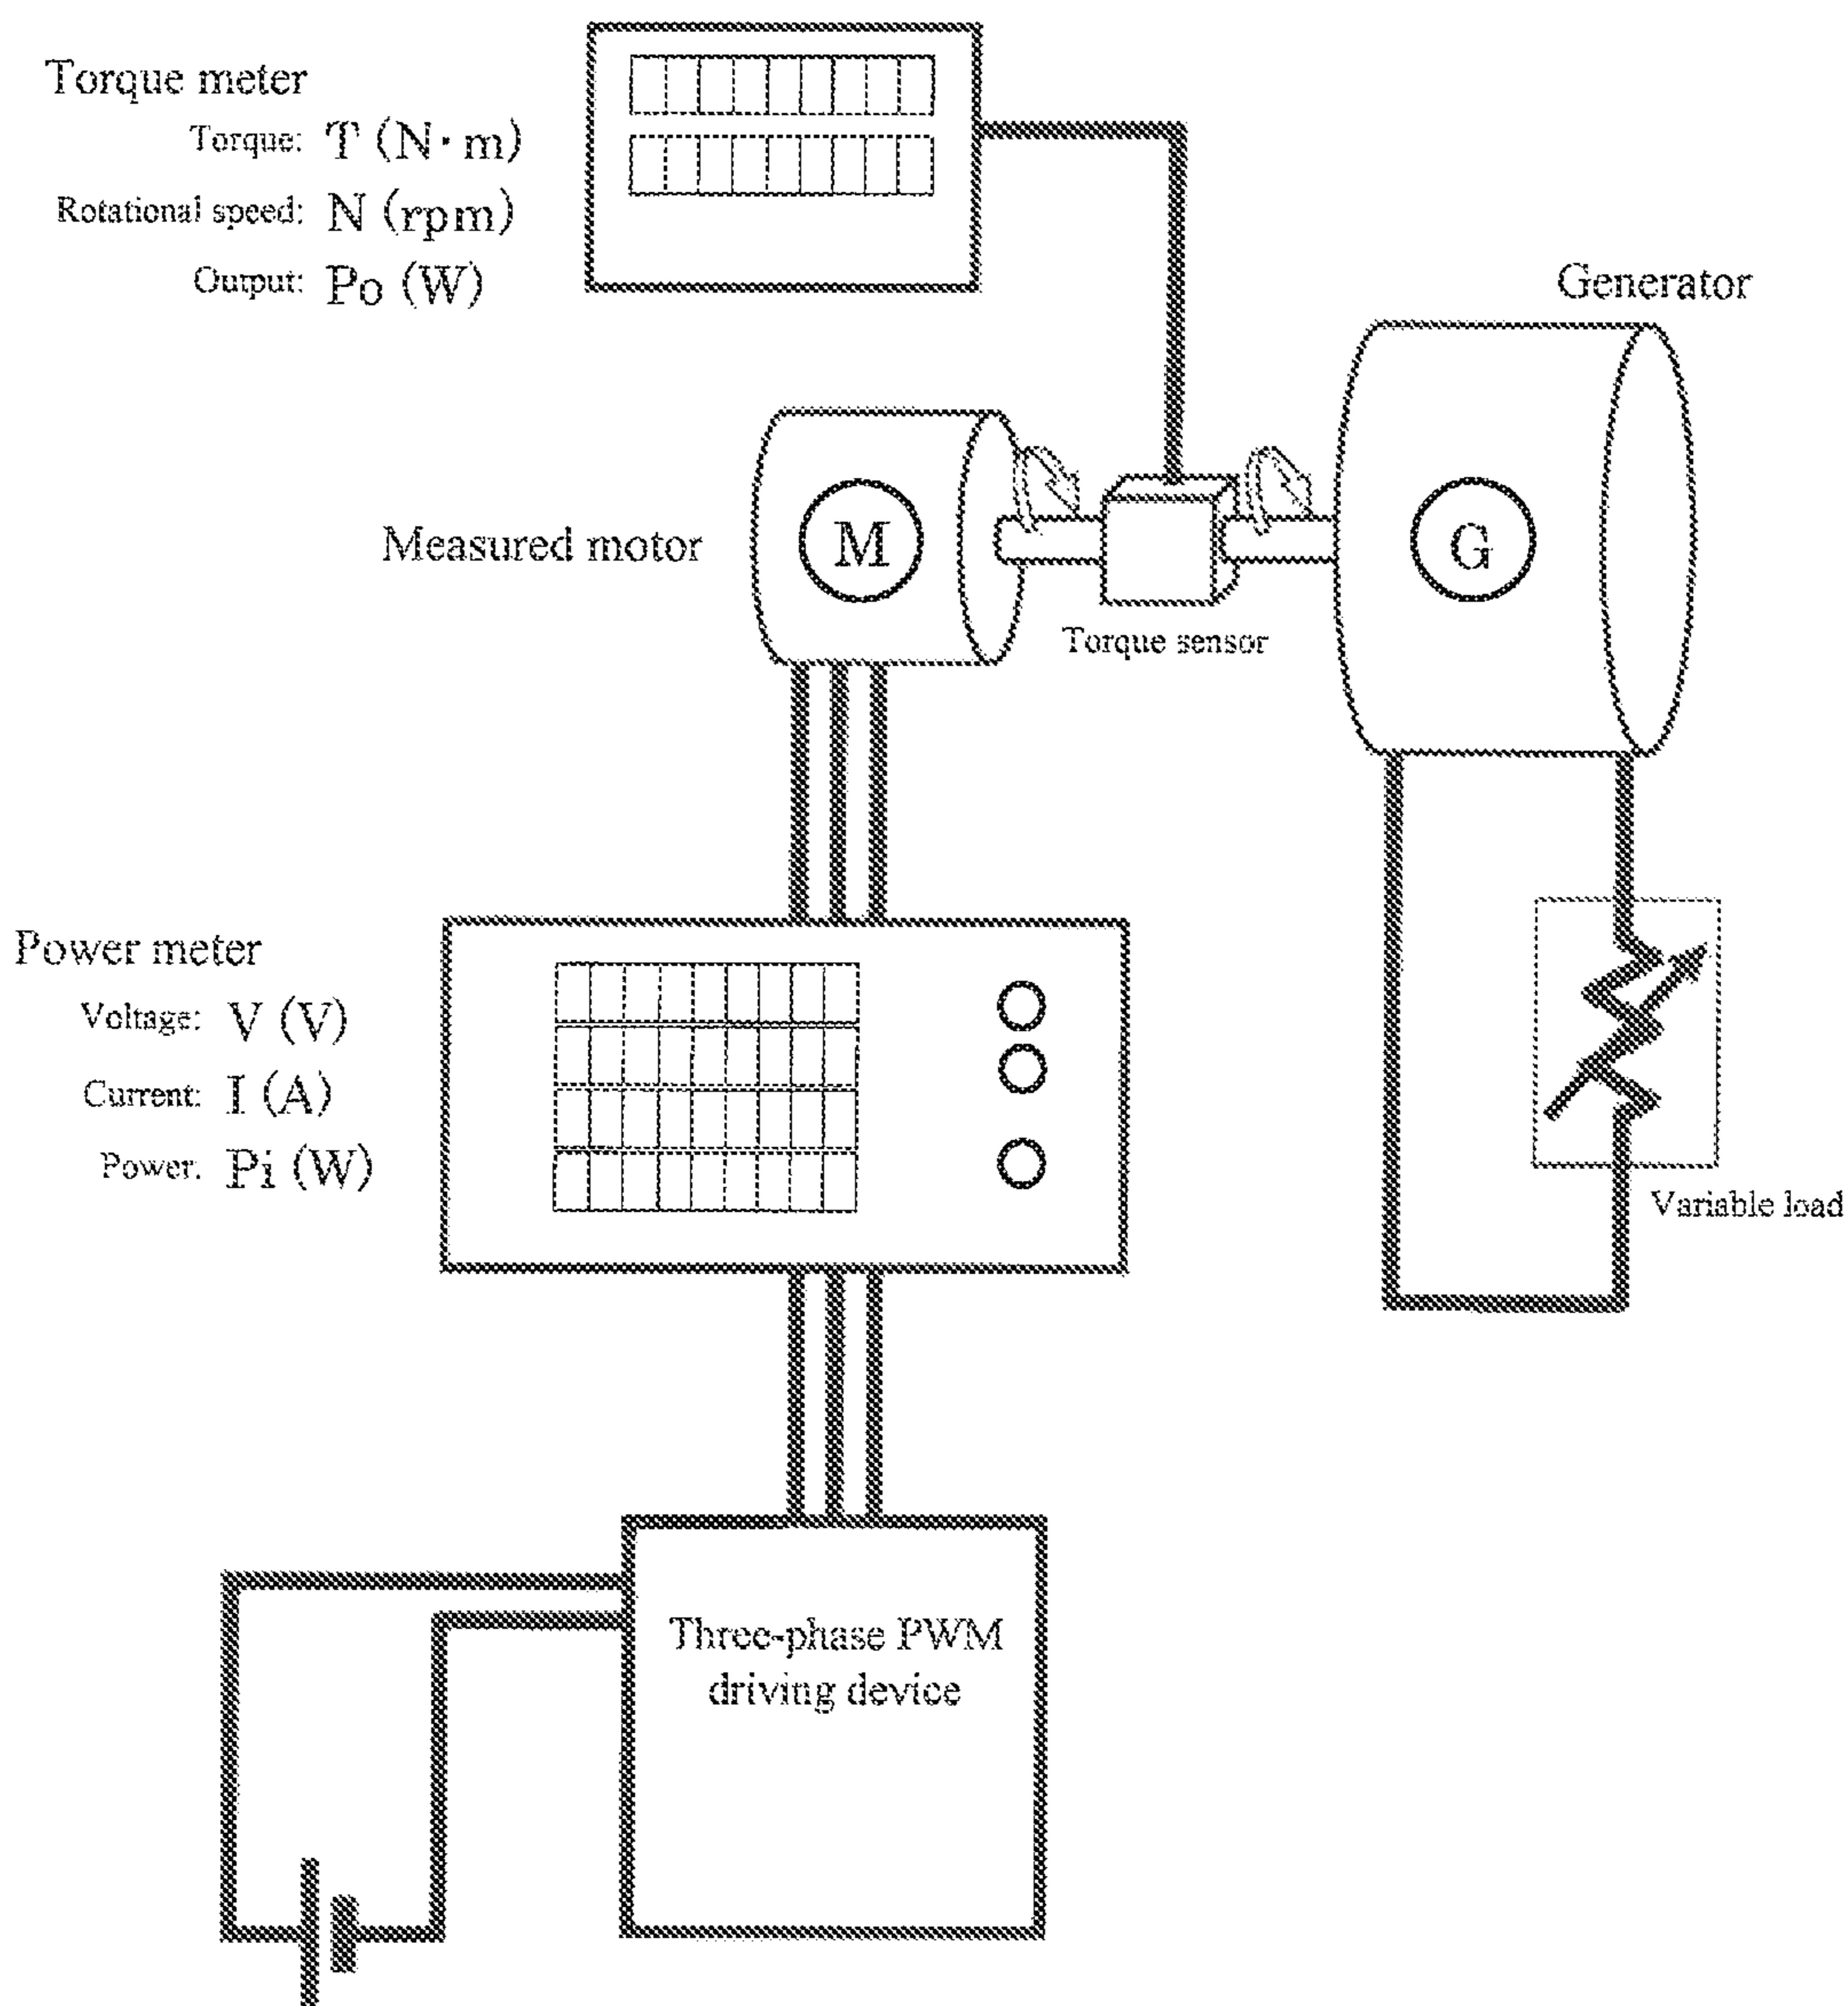 Torque meter
Torque: T (N·m)
Rotational speed: N (rpm)
Output: Po (W)
Generator
Measured motor
M
G
Torque sensor
Power meter
Voltage: V (V)
Current: I (A)
Power: Pi (W)
Variable load
Three-phase PWM
driving device